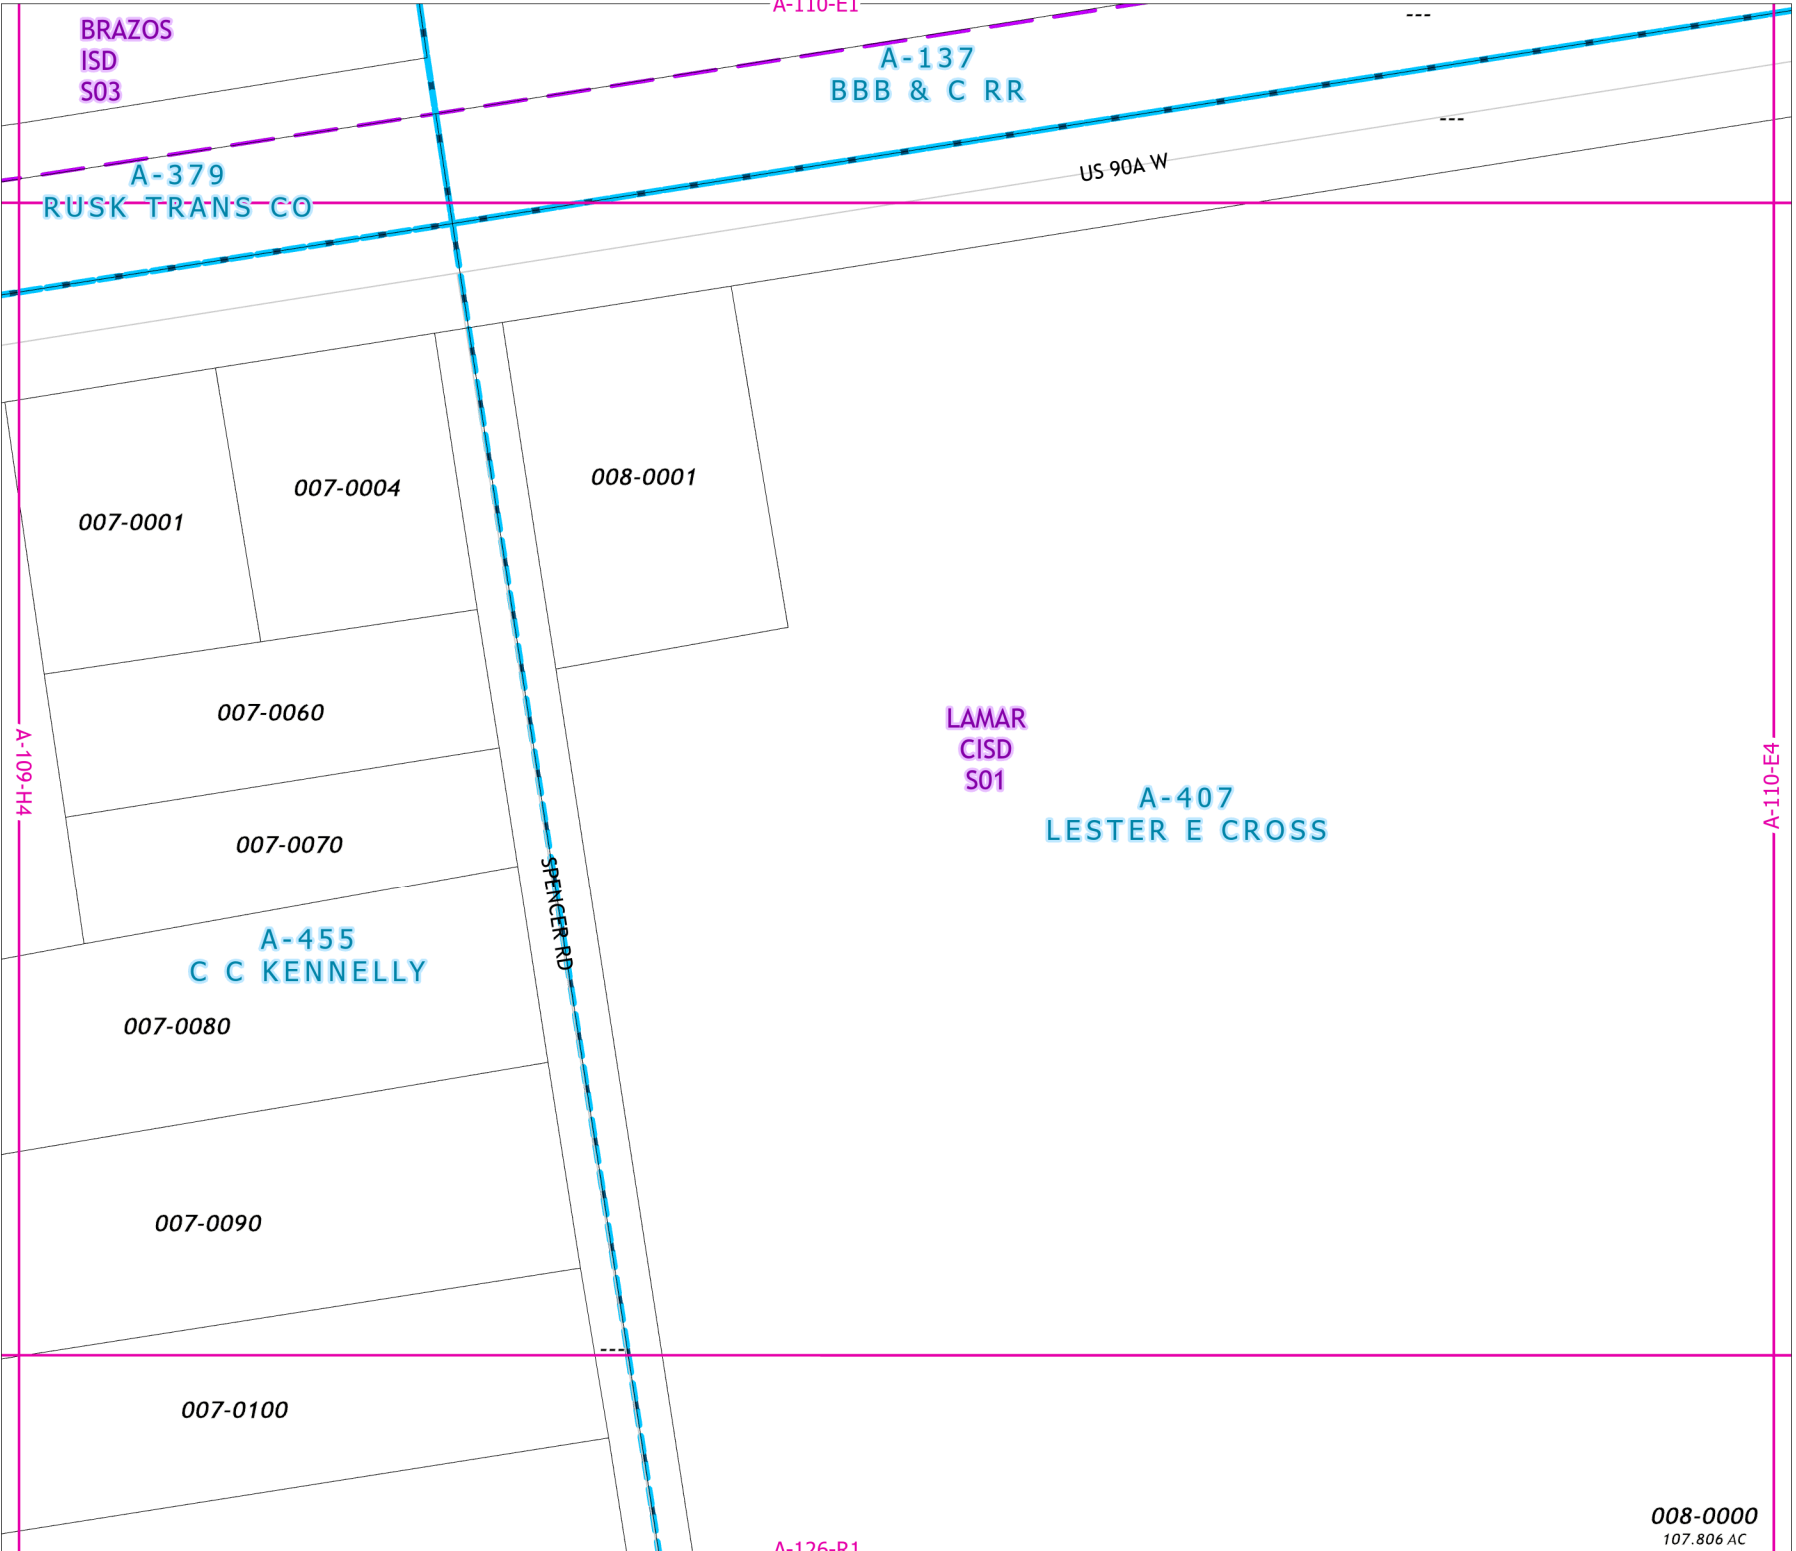 A-110-E1
---
BRAZOS
ISD
S03
A-137
BBB & C RR
---
US 90A W
A-379
RUSK TRANS CO
008-0001
007-0004
007-0001
007-0060
LAMAR
CISD
S01
A-109-H4
A-110-E4
A-407
LESTER E CROSS
007-0070
SPENCER RD
A-455
C C KENNELLY
007-0080
007-0090
----
007-0100
008-0000
107.806 AC
A-126-R1